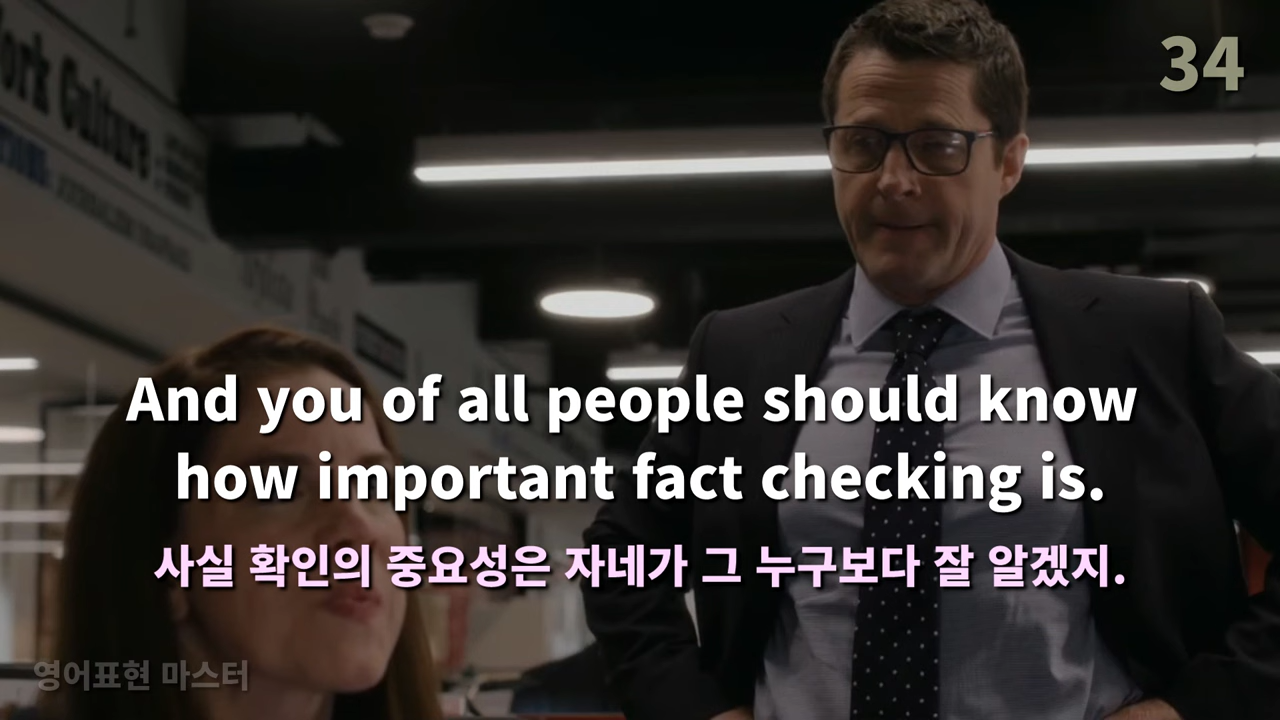 34
ork Culture
And you of all people should know
how important fact checking is.
사실 확인의 중요성은 자네가 그 누구보다 잘 알겠지.
영어표현 마스터